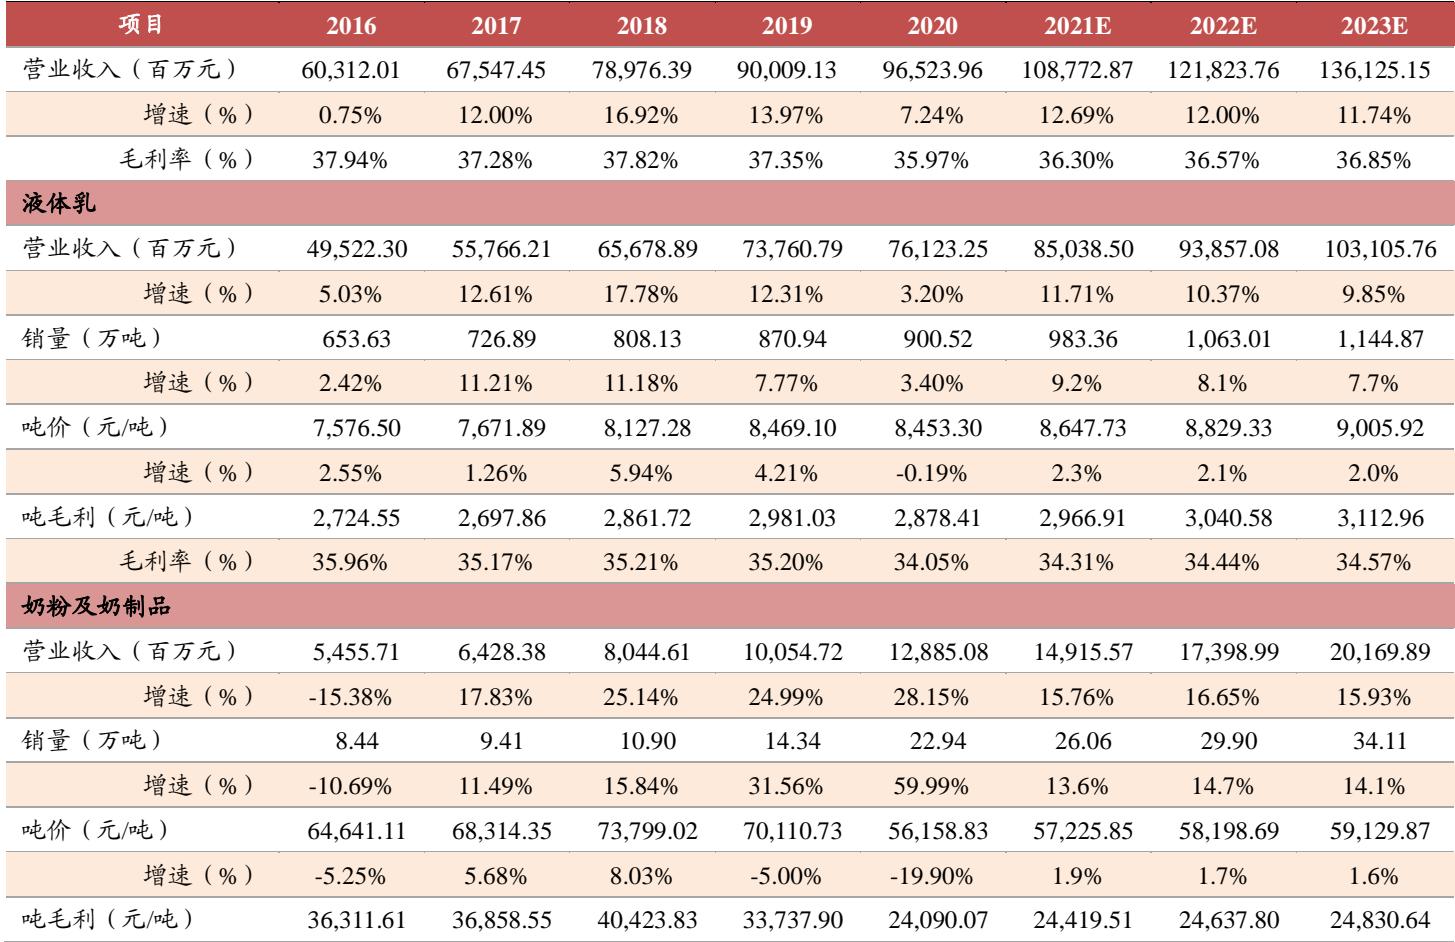 项目 2016 2017 2018 2019 2020 2021E 2022E 2023E
营业收入（百万元） 60,312.01 67,547.45 78,976.39 90,009.13 96,523.96 108,772.87 121,823.76 136,125.15
增速（%） 0.75% 12.00% 16.92% 13.97% 7.24% 12.69% 12.00% 11.74%
毛利率（%） 37.94% 37.28% 37.82% 37.35% 35.97% 36.30% 36.57% 36.85%
液体乳
营业收入（百万元） 49,522.30 55,766.21 65,678.89 73,760.79 76,123.25 85,038.50 93,857.08 103,105.76
增速（%） 5.03% 12.61% 17.78% 12.31% 3.20% 11.71% 10.37% 9.85%
销量（万吨） 653.63 726.89 808.13 870.94 900.52 983.36 1,063.01 1,144.87
增速（%） 2.42% 11.21% 11.18% 7.77% 3.40% 9.2% 8.1% 7.7%
吨价（元/吨） 7,576.50 7,671.89 8,127.28 8,469.10 8,453.30 8,647.73 8,829.33 9,005.92
增速（%） 2.55% 1.26% 5.94% 4.21% -0.19% 2.3% 2.1% 2.0%
吨毛利（元/吨） 2,724.55 2,697.86 2,861.72 2,981.03 2,878.41 2,966.91 3,040.58 3,112.96
毛利率（%） 35.96% 35.17% 35.21% 35.20% 34.05% 34.31% 34.44% 34.57%
奶粉及奶制品
营业收入（百万元） 5,455.71 6,428.38 8,044.61 10,054.72 12,885.08 14,915.57 17,398.99 20,169.89
增速（%） -15.38% 17.83% 25.14% 24.99% 28.15% 15.76% 16.65% 15.93%
销量（万吨） 8.44 9.41 10.90 14.34 22.94 26.06 29.90 34.11
增速（%） -10.69% 11.49% 15.84% 31.56% 59.99% 13.6% 14.7% 14.1%
吨价（元/吨） 64,641.11 68,314.35 73,799.02 70,110.73 56,158.83 57,225.85 58,198.69 59,129.87
增速（%） -5.25% 5.68% 8.03% -5.00% -19.90% 1.9% 1.7% 1.6%
吨毛利（元/吨） 36,311.61 36,858.55 40,423.83 33,737.90 24,090.07 24,419.51 24,637.80 24,830.64